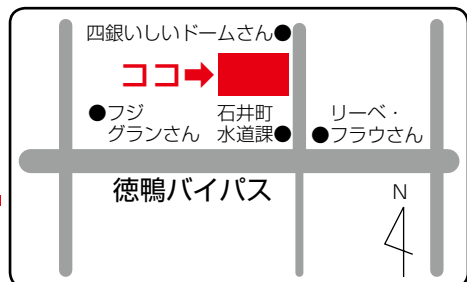 四銀いしいドームさん●
ココ➡
●フジ
グランさん
石井町
水道課●
リーベ・
●フラウさん
徳鴨バイパス
N